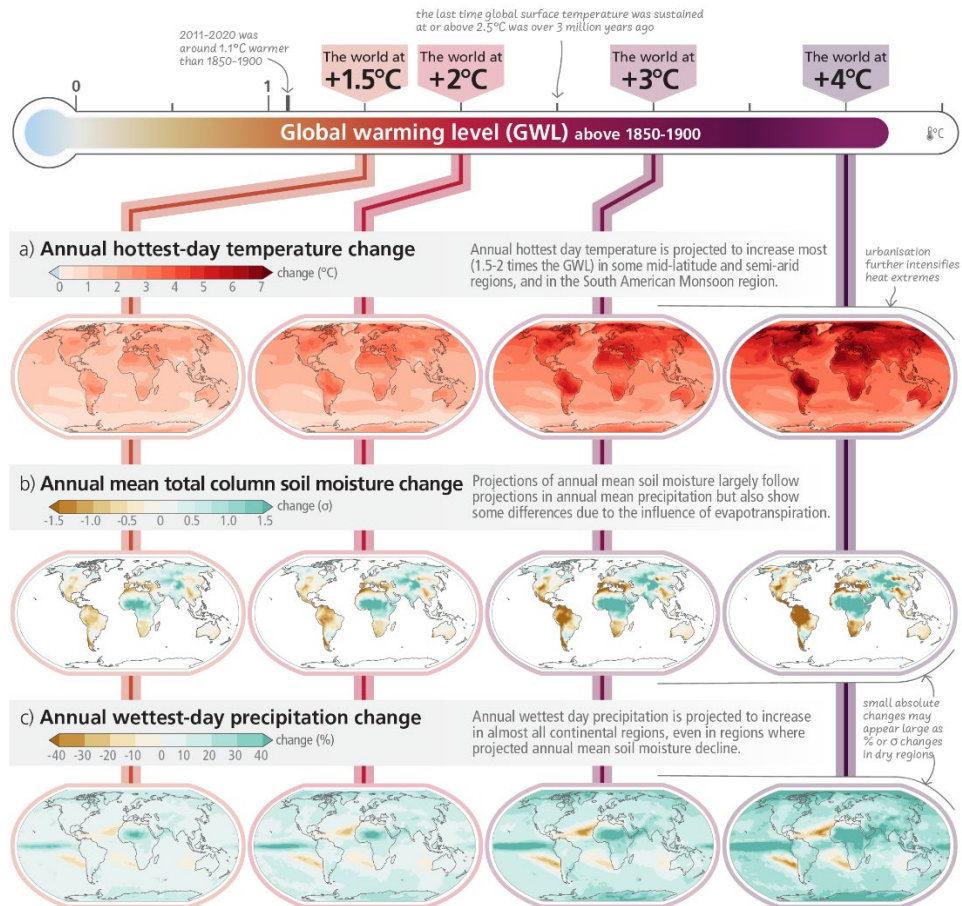 2011-2020 was
around 1.1°C warmer
than 1850-1900
the last time global surface temperature was sustained
at or above 2.5°C was over 3 million years ago
The world at
+1.5°C
The world at
+2°C
The world at
+3°C
The world at
+4°C
0
1
Global warming level (GWL) above 1850-1900
°C
a) Annual hottest-day temperature change
change (°C)
0 1 2 3 4 5 6 7
Annual hottest day temperature is projected to increase most
(1.5-2 times the GWL) in some mid-latitude and semi-arid
regions, and in the South American Monsoon region.
urbanisation
further intensifies
heat extremes
b) Annual mean total column soil moisture change
change (σ)
-1.5 -1.0 -0.5 0 0.5 1.0 1.5
Projections of annual mean soil moisture largely follow
projections in annual mean precipitation but also show
some differences due to the influence of evapotranspiration.
c) Annual wettest-day precipitation change
change (%)
-40 -30 -20 -10 0 10 20 30 40
Annual wettest day precipitation is projected to increase
in almost all continental regions, even in regions where
projected annual mean soil moisture decline.
small absolute
changes may
appear large as
% or σ changes
in dry regions